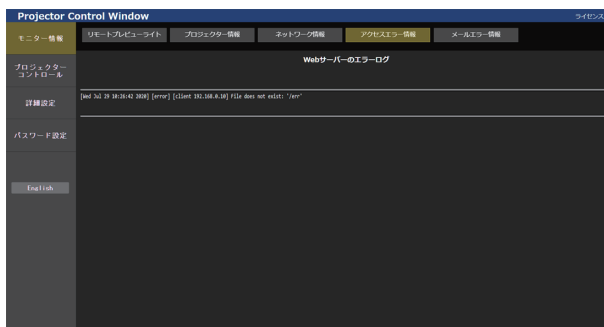 Projector Control Window
ライセンス
モニター情報
リモートプレビューライト
プロジェクター情報
ネットワーク情報
アクセスエラー情報
メールエラー情報
Webサーバーのエラーログ
プロジェクター
コントロール
詳細設定
[Wed Jul 29 10:26:42 2020] [error] [client 192.168.0.10] File does not exist: '/err'
パスワード設定
English